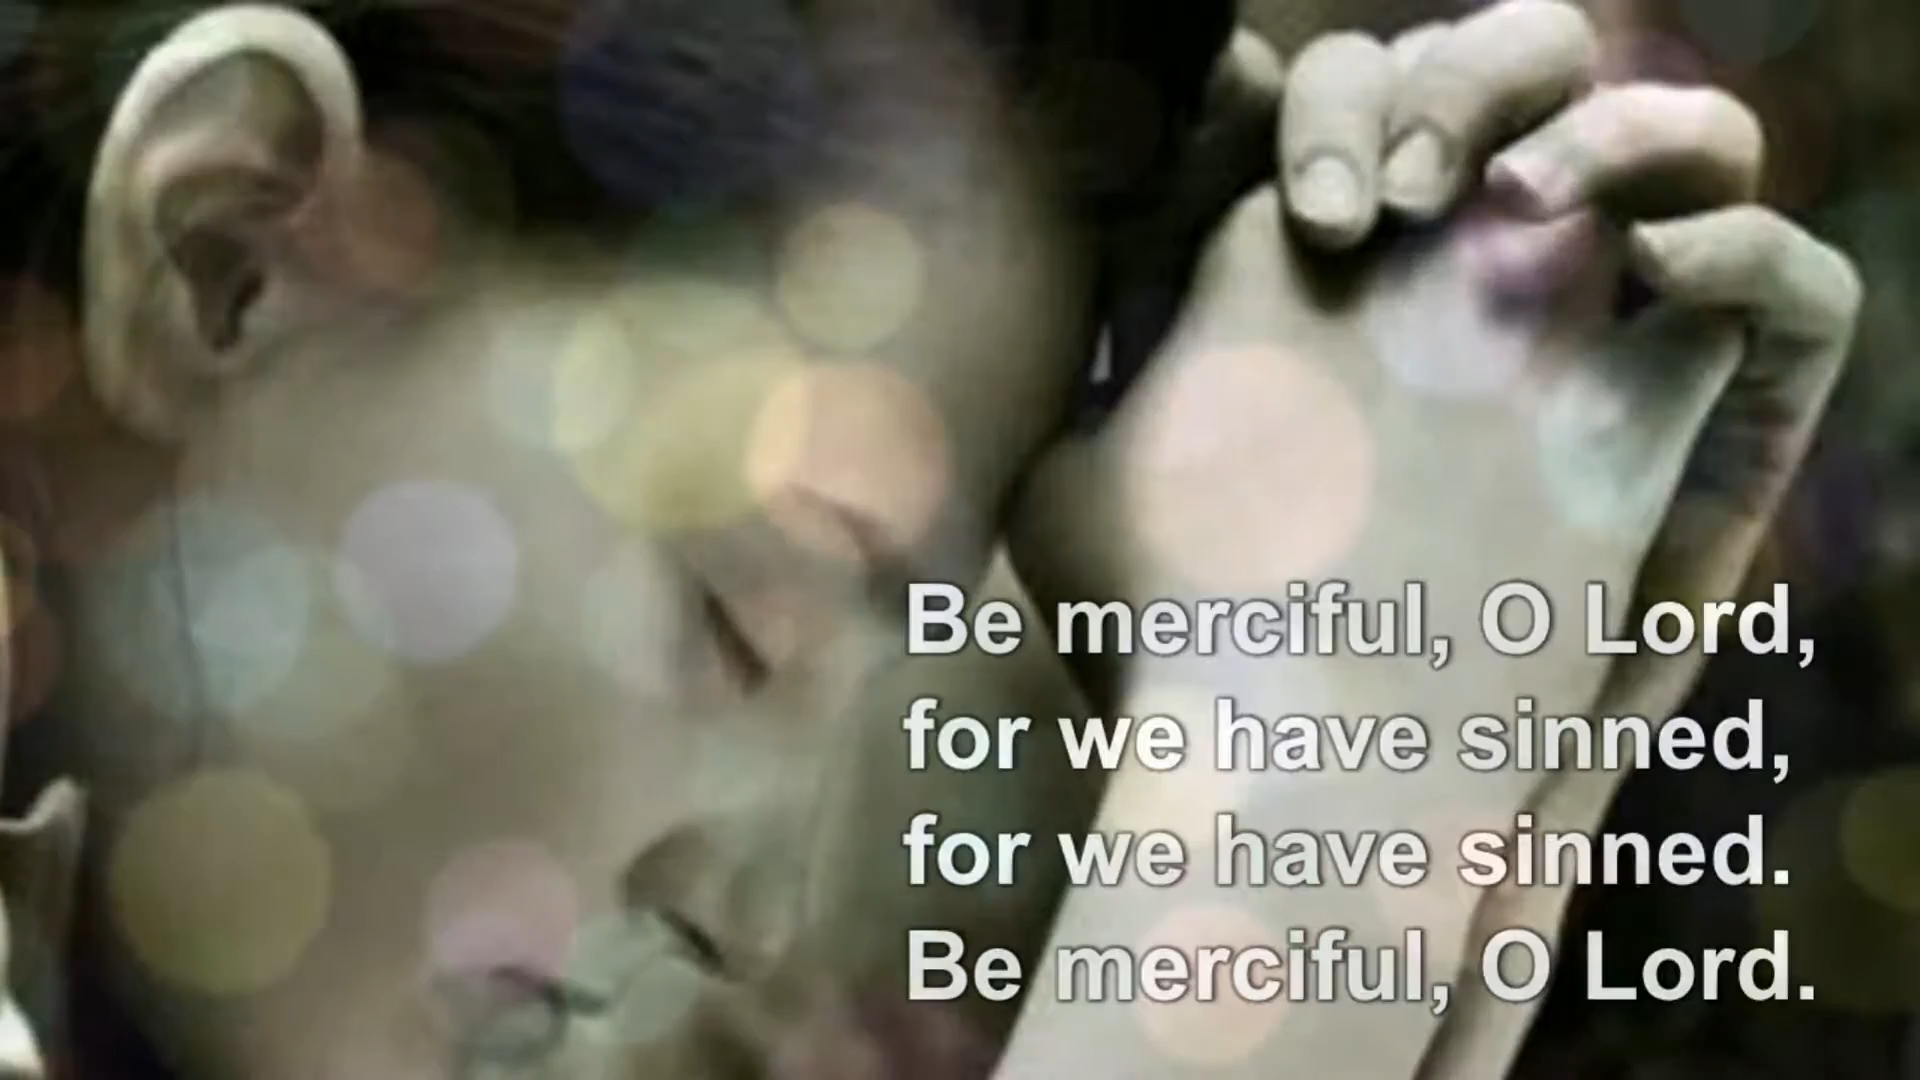 Be merciful, O Lord,
for we have sinned,
for we have sinned.
Be merciful, O Lord.